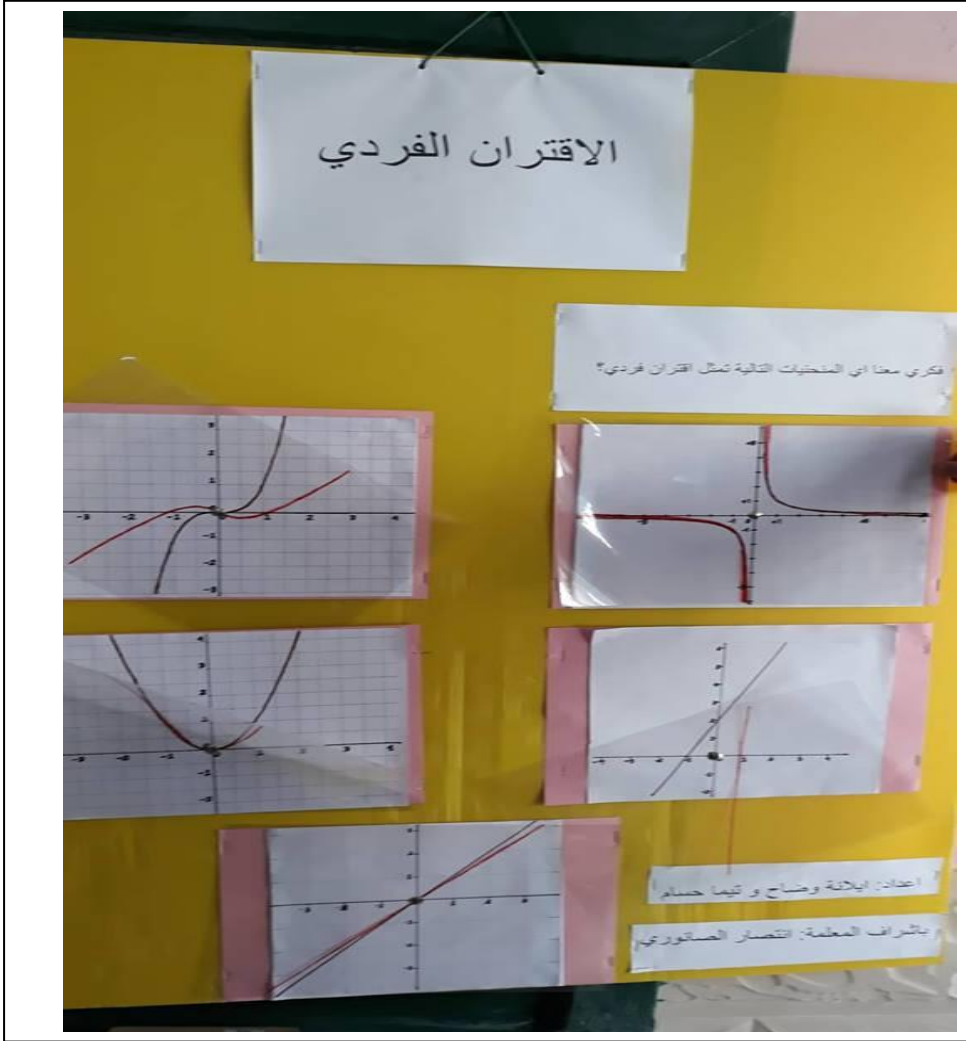 الاقتران الفردي
فكري معنا اي المنحنيات التالية تمثل اقتران فردي؟
اعداد: ايلانة وضاح و تيما حسام
باشراف المعلمة: انتصار الصانوري